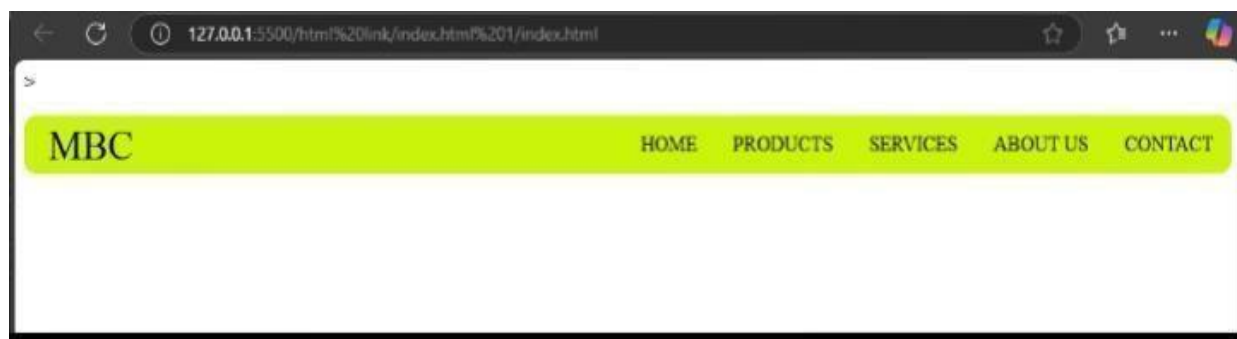 127.0.0.1:5500/html%20link/index.html%201/index.html
>
MBC HOME PRODUCTS SERVICES ABOUT US CONTACT